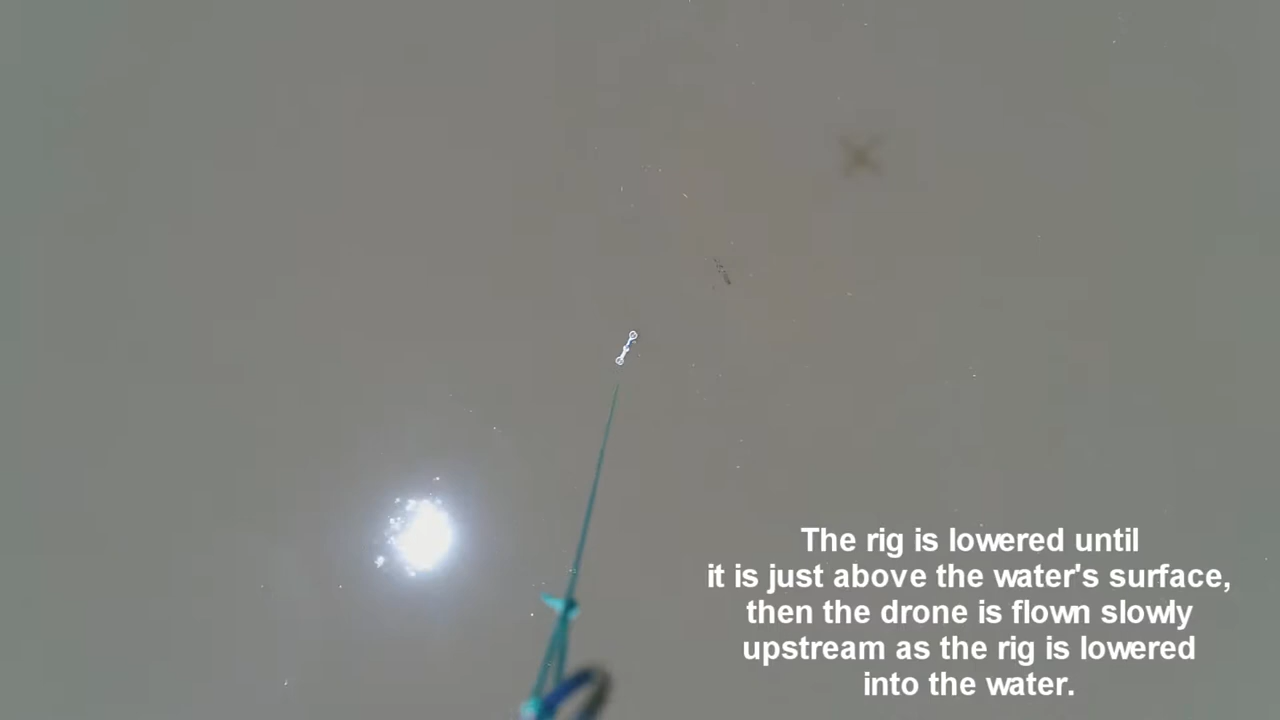 The rig is lowered until
it is just above the water's surface,
then the drone is flown slowly
upstream as the rig is lowered
into the water.